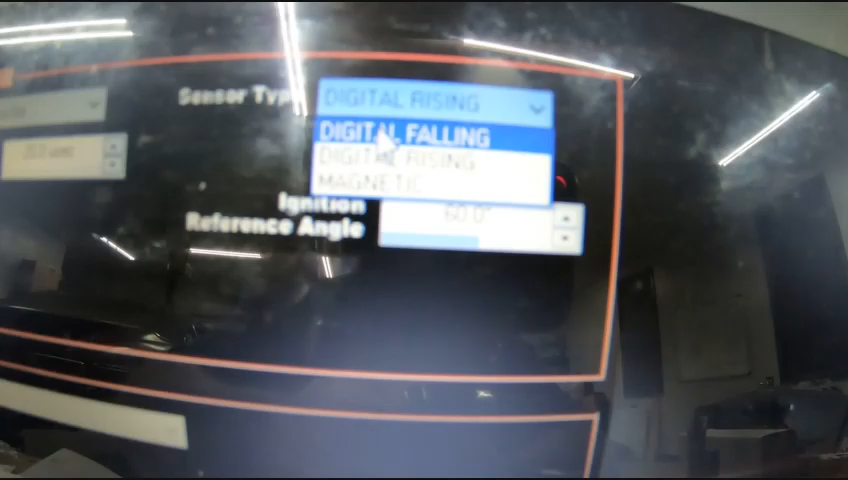 Sensor Type
DIGITAL RISING
DIGITAL FALLING
DIGITAL RISING
MAGNETIC
Ignition
Reference Angle
60.0°